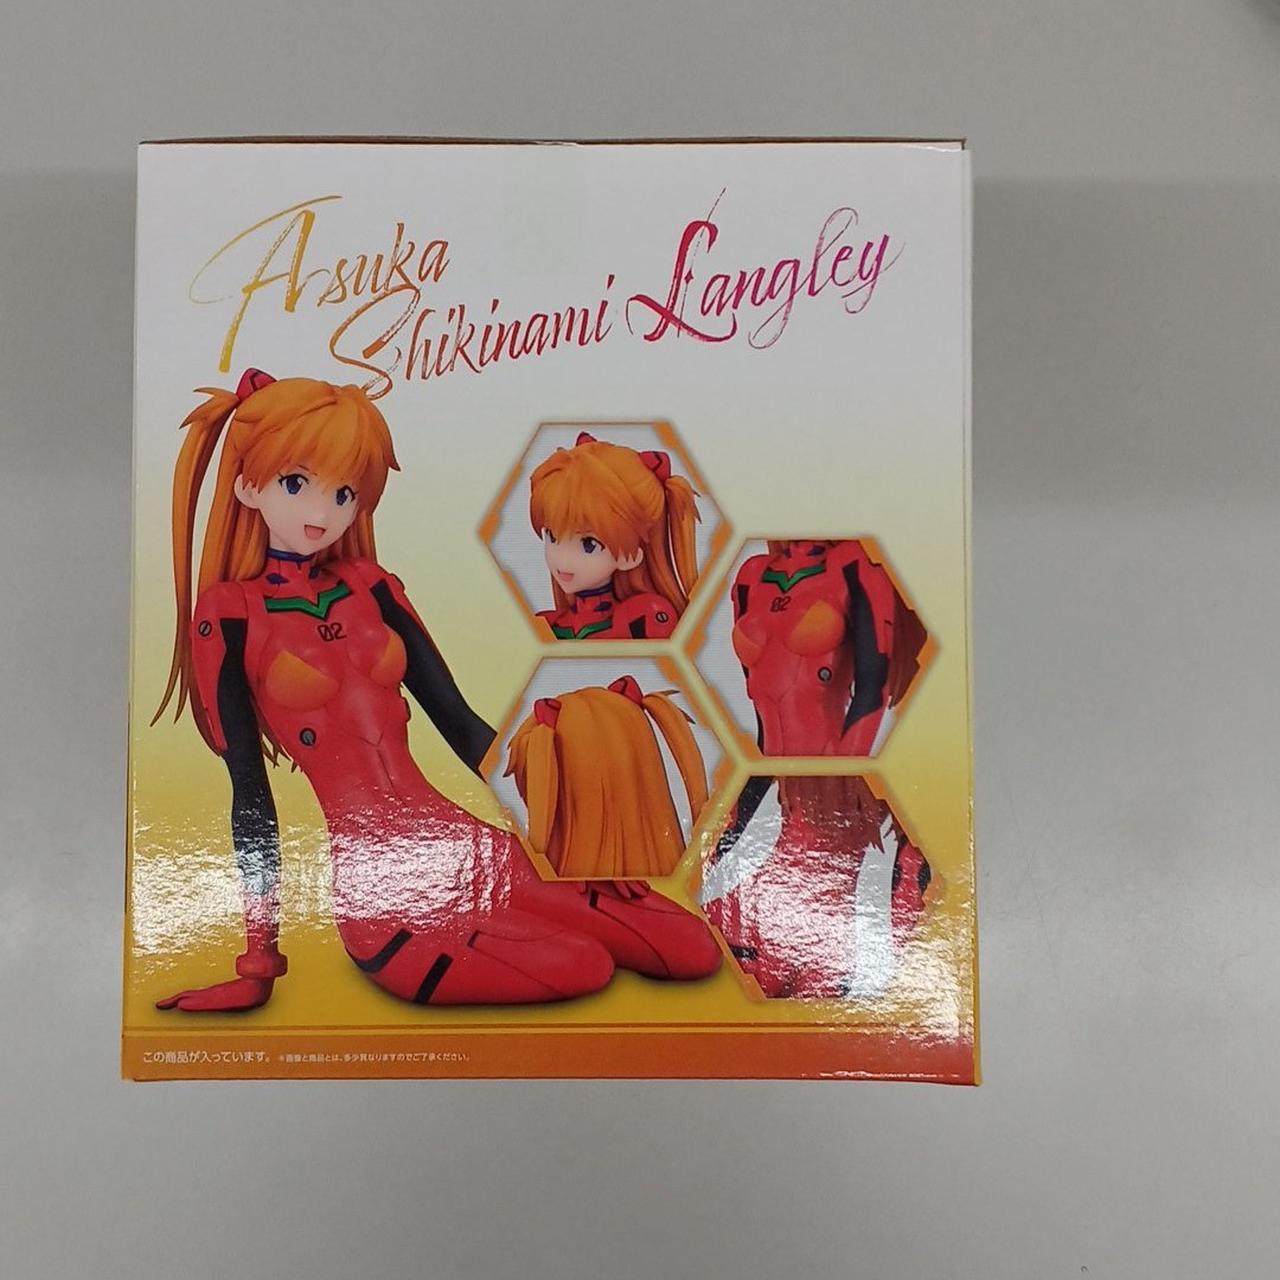 Asuka
Shikinami Langley
02
02
この商品が入っています。 ※画像と商品とは、多少異なりますのでご了承ください。